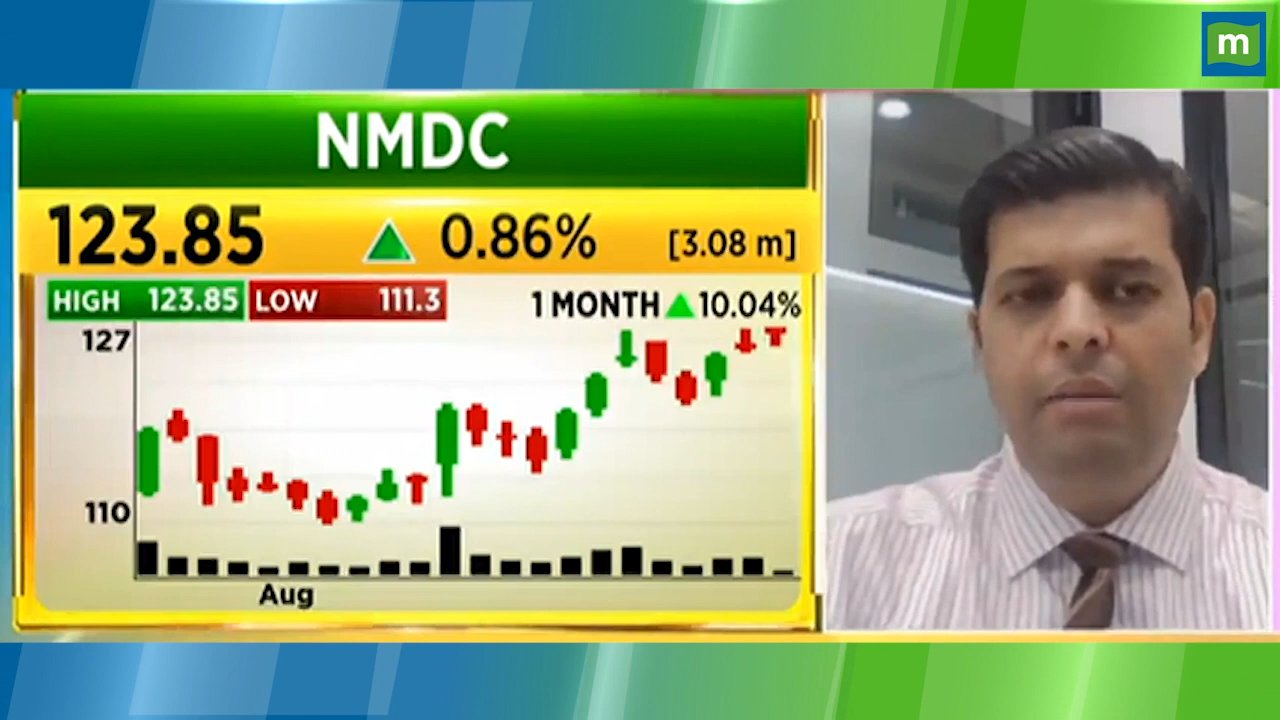 m
NMDC
123.85 ▲ 0.86% [3.08 m]
HIGH 123.85 LOW 111.3 1 MONTH ▲ 10.04%
127
110
Aug